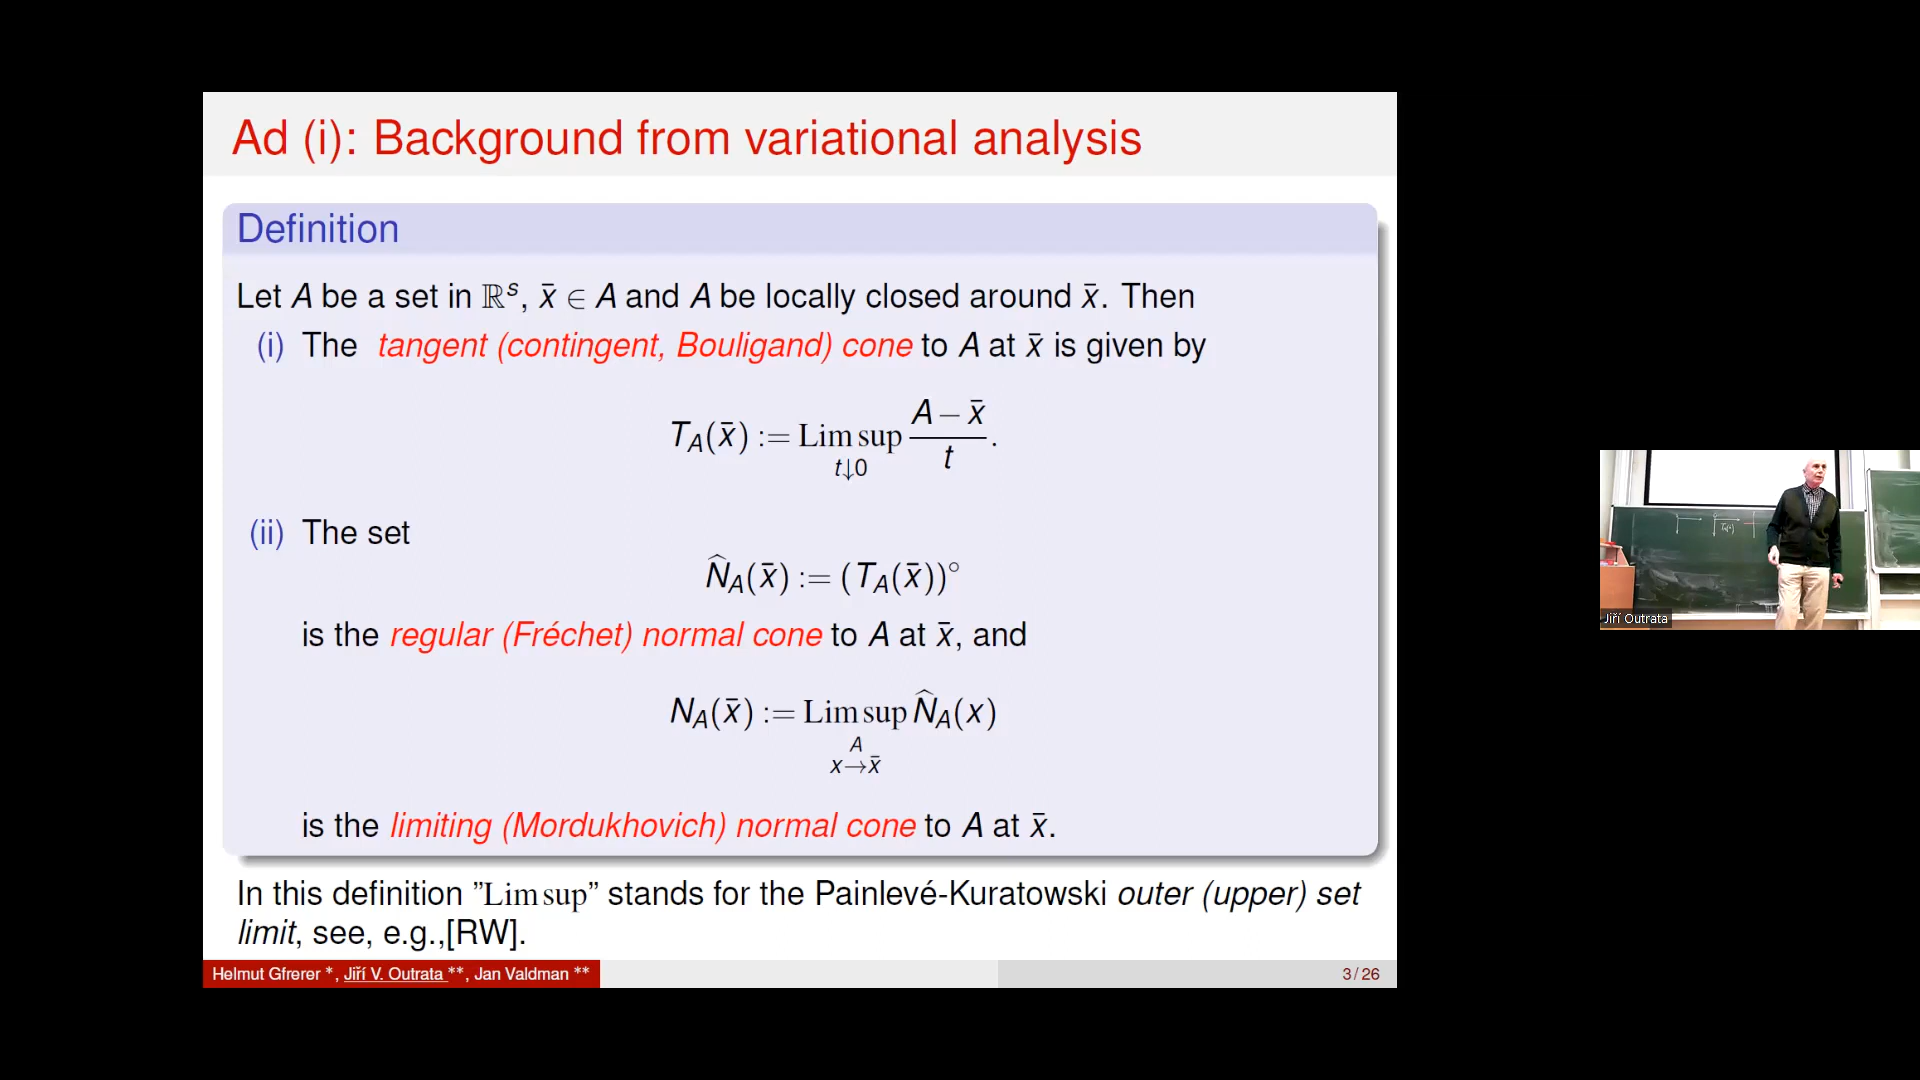 Ad (i): Background from variational analysis
Definition
Let A be a set in ℝˢ, x̄ ∈ A and A be locally closed around x̄. Then
(i) The tangent (contingent, Bouligand) cone to A at x̄ is given by
T_A(x̄) := Lim sup_{t↓0} (A − x̄)/t.
(ii) The set
N̂_A(x̄) := (T_A(x̄))°
is the regular (Fréchet) normal cone to A at x̄, and
N_A(x̄) := Lim sup_{x →^A x̄} N̂_A(x)
is the limiting (Mordukhovich) normal cone to A at x̄.
In this definition ”Lim sup” stands for the Painlevé-Kuratowski outer (upper) set
limit, see, e.g.,[RW].
Helmut Gfrerer *, Jiří V. Outrata **, Jan Valdman **
3 / 26
Jiří Outrata